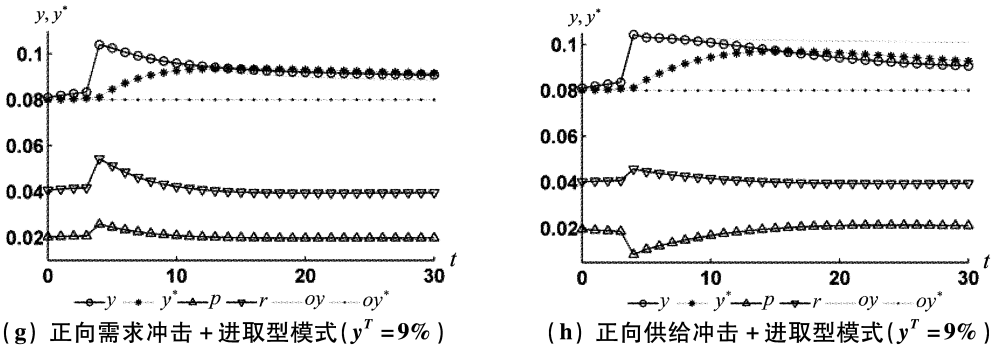 y, y*
0.1
0.08
0.06
0.04
0.02
0 10 20 30 t
y y* p r oy oy*
(g) 正向需求冲击 + 进取型模式(y^T = 9%)
y, y*
0.1
0.08
0.06
0.04
0.02
0 10 20 30 t
y y* p r oy oy*
(h) 正向供给冲击 + 进取型模式(y^T = 9%)